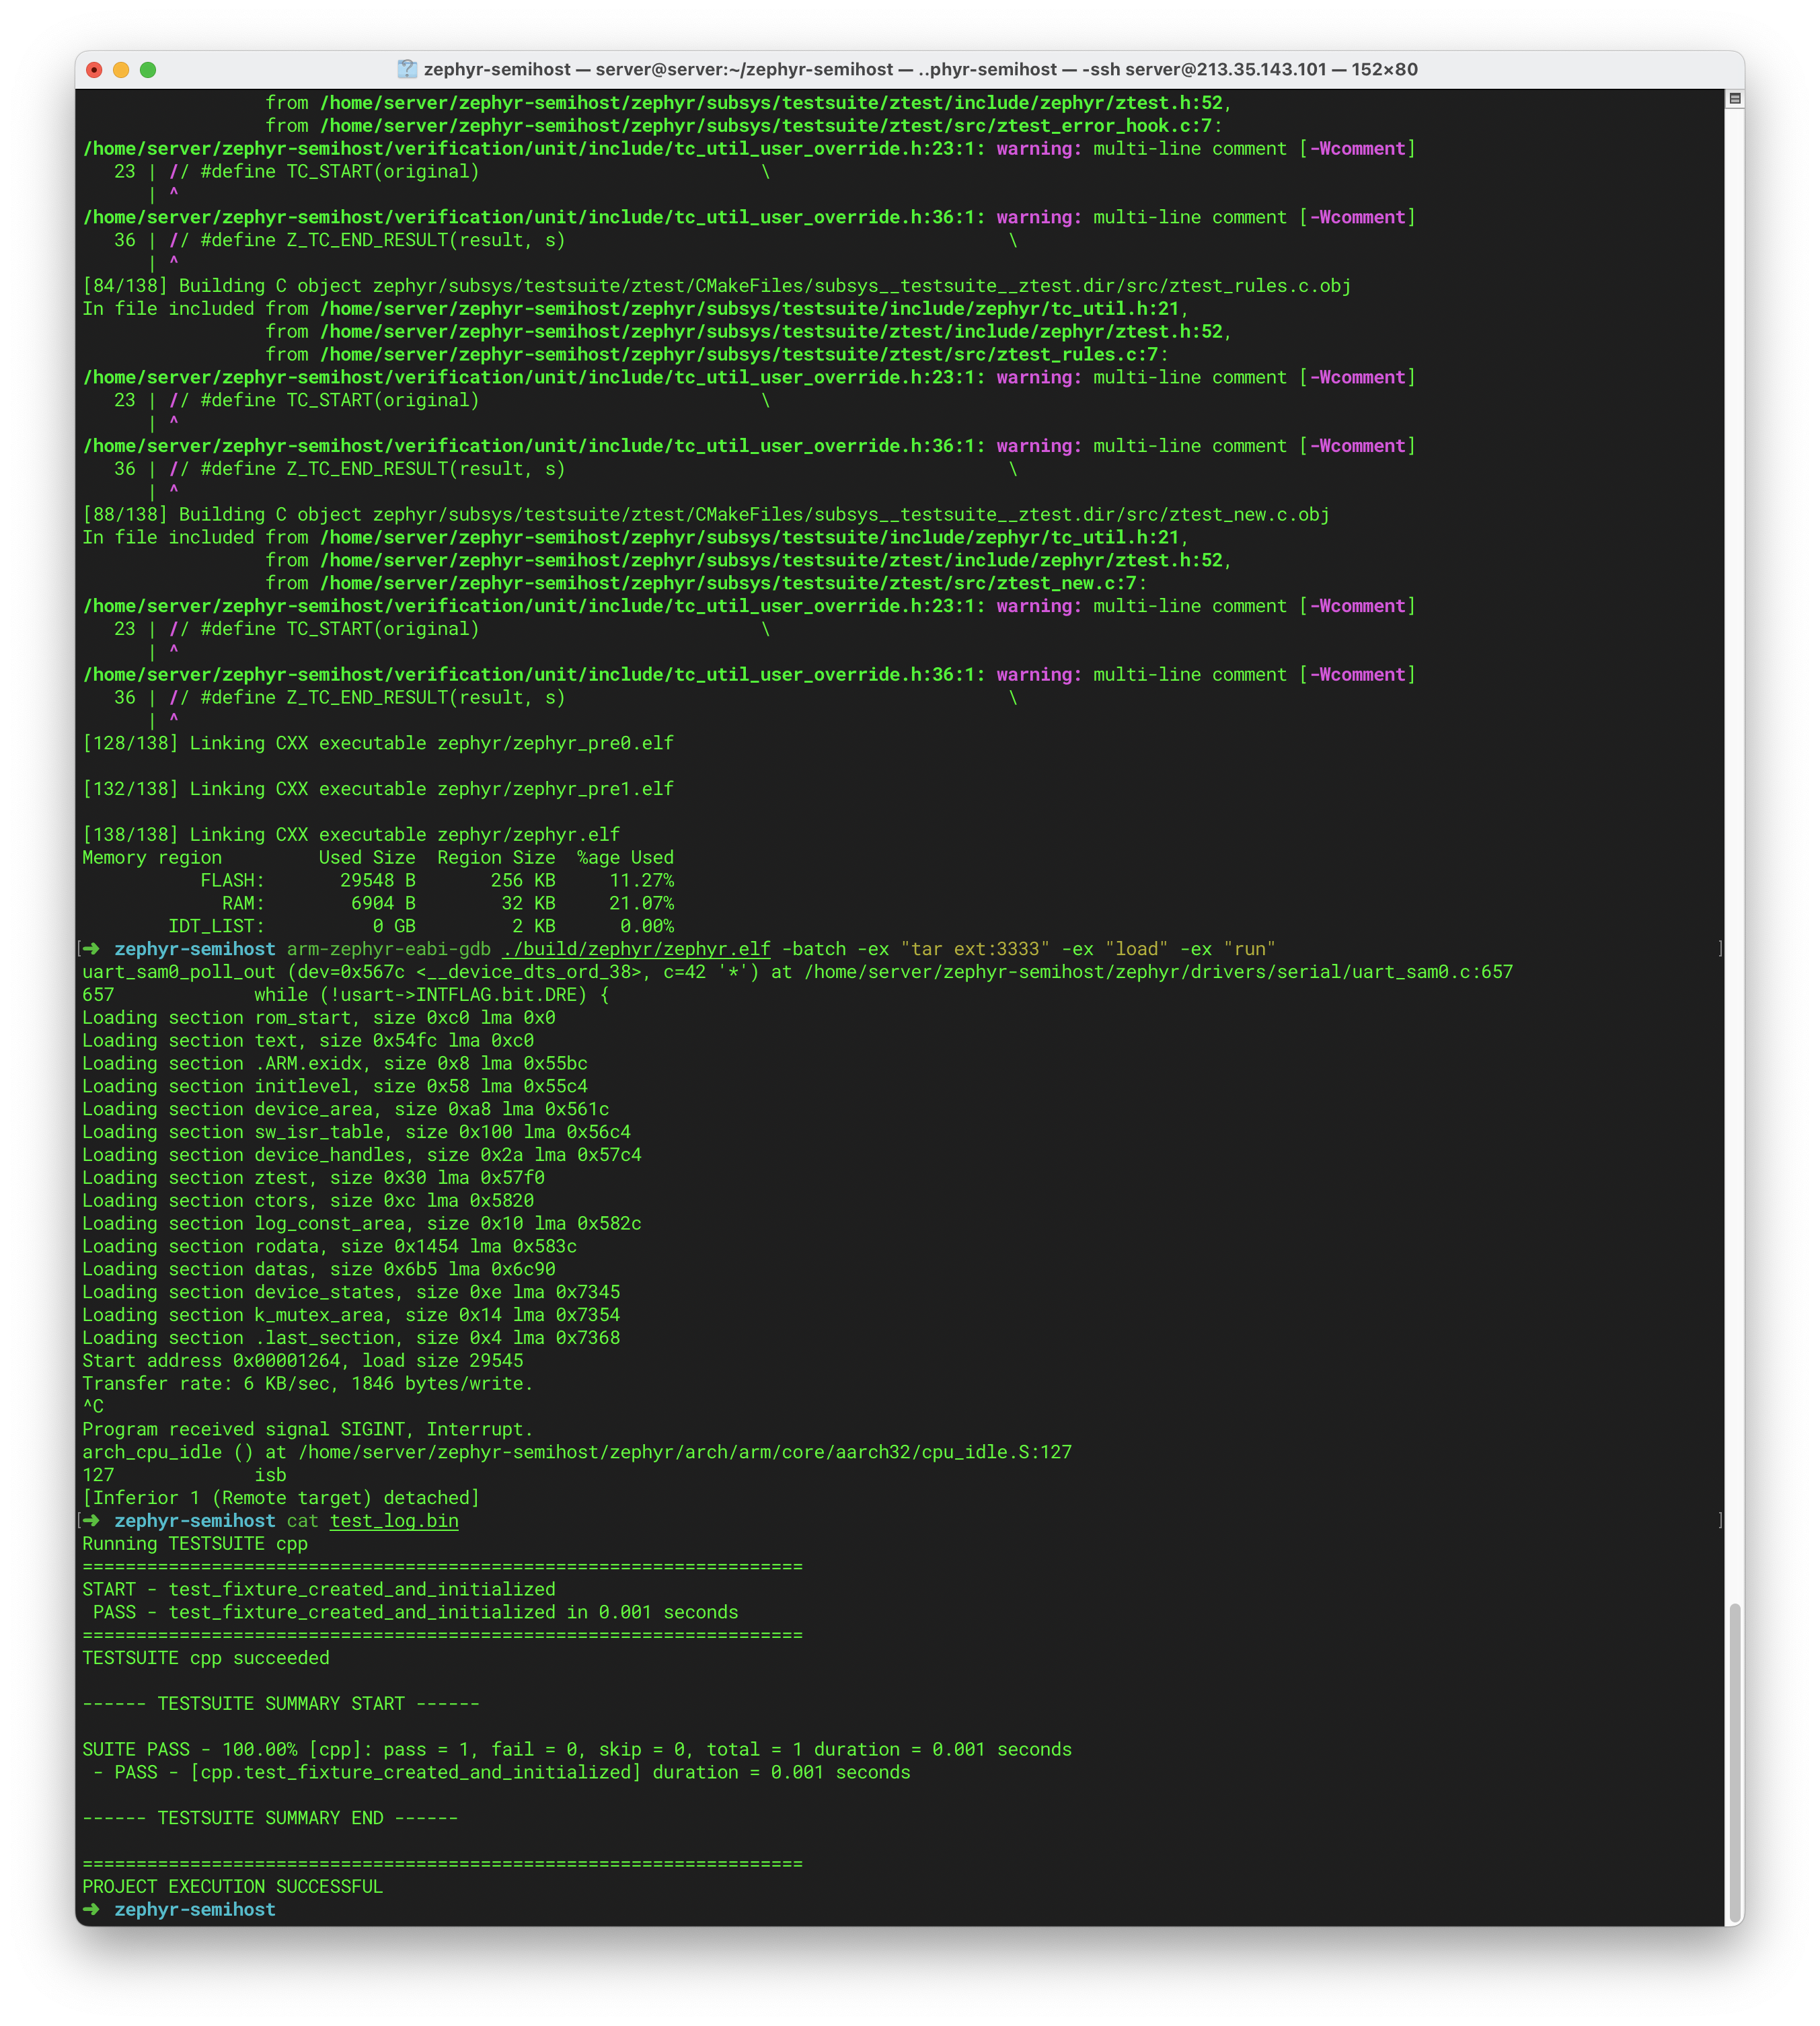 zephyr-semihost — server@server:~/zephyr-semihost — ..phyr-semihost — -ssh server@213.35.143.101 — 152×80
                 from /home/server/zephyr-semihost/zephyr/subsys/testsuite/ztest/include/zephyr/ztest.h:52,
                 from /home/server/zephyr-semihost/zephyr/subsys/testsuite/ztest/src/ztest_error_hook.c:7:
/home/server/zephyr-semihost/verification/unit/include/tc_util_user_override.h:23:1: warning: multi-line comment [-Wcomment]
   23 | // #define TC_START(original)                          \
      | ^
/home/server/zephyr-semihost/verification/unit/include/tc_util_user_override.h:36:1: warning: multi-line comment [-Wcomment]
   36 | // #define Z_TC_END_RESULT(result, s)                                         \
      | ^
[84/138] Building C object zephyr/subsys/testsuite/ztest/CMakeFiles/subsys__testsuite__ztest.dir/src/ztest_rules.c.obj
In file included from /home/server/zephyr-semihost/zephyr/subsys/testsuite/include/zephyr/tc_util.h:21,
                 from /home/server/zephyr-semihost/zephyr/subsys/testsuite/ztest/include/zephyr/ztest.h:52,
                 from /home/server/zephyr-semihost/zephyr/subsys/testsuite/ztest/src/ztest_rules.c:7:
/home/server/zephyr-semihost/verification/unit/include/tc_util_user_override.h:23:1: warning: multi-line comment [-Wcomment]
   23 | // #define TC_START(original)                          \
      | ^
/home/server/zephyr-semihost/verification/unit/include/tc_util_user_override.h:36:1: warning: multi-line comment [-Wcomment]
   36 | // #define Z_TC_END_RESULT(result, s)                                         \
      | ^
[88/138] Building C object zephyr/subsys/testsuite/ztest/CMakeFiles/subsys__testsuite__ztest.dir/src/ztest_new.c.obj
In file included from /home/server/zephyr-semihost/zephyr/subsys/testsuite/include/zephyr/tc_util.h:21,
                 from /home/server/zephyr-semihost/zephyr/subsys/testsuite/ztest/include/zephyr/ztest.h:52,
                 from /home/server/zephyr-semihost/zephyr/subsys/testsuite/ztest/src/ztest_new.c:7:
/home/server/zephyr-semihost/verification/unit/include/tc_util_user_override.h:23:1: warning: multi-line comment [-Wcomment]
   23 | // #define TC_START(original)                          \
      | ^
/home/server/zephyr-semihost/verification/unit/include/tc_util_user_override.h:36:1: warning: multi-line comment [-Wcomment]
   36 | // #define Z_TC_END_RESULT(result, s)                                         \
      | ^
[128/138] Linking CXX executable zephyr/zephyr_pre0.elf

[132/138] Linking CXX executable zephyr/zephyr_pre1.elf

[138/138] Linking CXX executable zephyr/zephyr.elf
Memory region         Used Size  Region Size  %age Used
           FLASH:       29548 B       256 KB     11.27%
             RAM:        6904 B        32 KB     21.07%
        IDT_LIST:          0 GB         2 KB      0.00%
[➜  zephyr-semihost arm-zephyr-eabi-gdb ./build/zephyr/zephyr.elf -batch -ex "tar ext:3333" -ex "load" -ex "run" ]
uart_sam0_poll_out (dev=0x567c <__device_dts_ord_38>, c=42 '*') at /home/server/zephyr-semihost/zephyr/drivers/serial/uart_sam0.c:657
657             while (!usart->INTFLAG.bit.DRE) {
Loading section rom_start, size 0xc0 lma 0x0
Loading section text, size 0x54fc lma 0xc0
Loading section .ARM.exidx, size 0x8 lma 0x55bc
Loading section initlevel, size 0x58 lma 0x55c4
Loading section device_area, size 0xa8 lma 0x561c
Loading section sw_isr_table, size 0x100 lma 0x56c4
Loading section device_handles, size 0x2a lma 0x57c4
Loading section ztest, size 0x30 lma 0x57f0
Loading section ctors, size 0xc lma 0x5820
Loading section log_const_area, size 0x10 lma 0x582c
Loading section rodata, size 0x1454 lma 0x583c
Loading section datas, size 0x6b5 lma 0x6c90
Loading section device_states, size 0xe lma 0x7345
Loading section k_mutex_area, size 0x14 lma 0x7354
Loading section .last_section, size 0x4 lma 0x7368
Start address 0x00001264, load size 29545
Transfer rate: 6 KB/sec, 1846 bytes/write.
^C
Program received signal SIGINT, Interrupt.
arch_cpu_idle () at /home/server/zephyr-semihost/zephyr/arch/arm/core/aarch32/cpu_idle.S:127
127             isb
[Inferior 1 (Remote target) detached]
[➜  zephyr-semihost cat test_log.bin ]
Running TESTSUITE cpp
===================================================================
START - test_fixture_created_and_initialized
 PASS - test_fixture_created_and_initialized in 0.001 seconds
===================================================================
TESTSUITE cpp succeeded

------ TESTSUITE SUMMARY START ------

SUITE PASS - 100.00% [cpp]: pass = 1, fail = 0, skip = 0, total = 1 duration = 0.001 seconds
 - PASS - [cpp.test_fixture_created_and_initialized] duration = 0.001 seconds

------ TESTSUITE SUMMARY END ------

===================================================================
PROJECT EXECUTION SUCCESSFUL
➜  zephyr-semihost